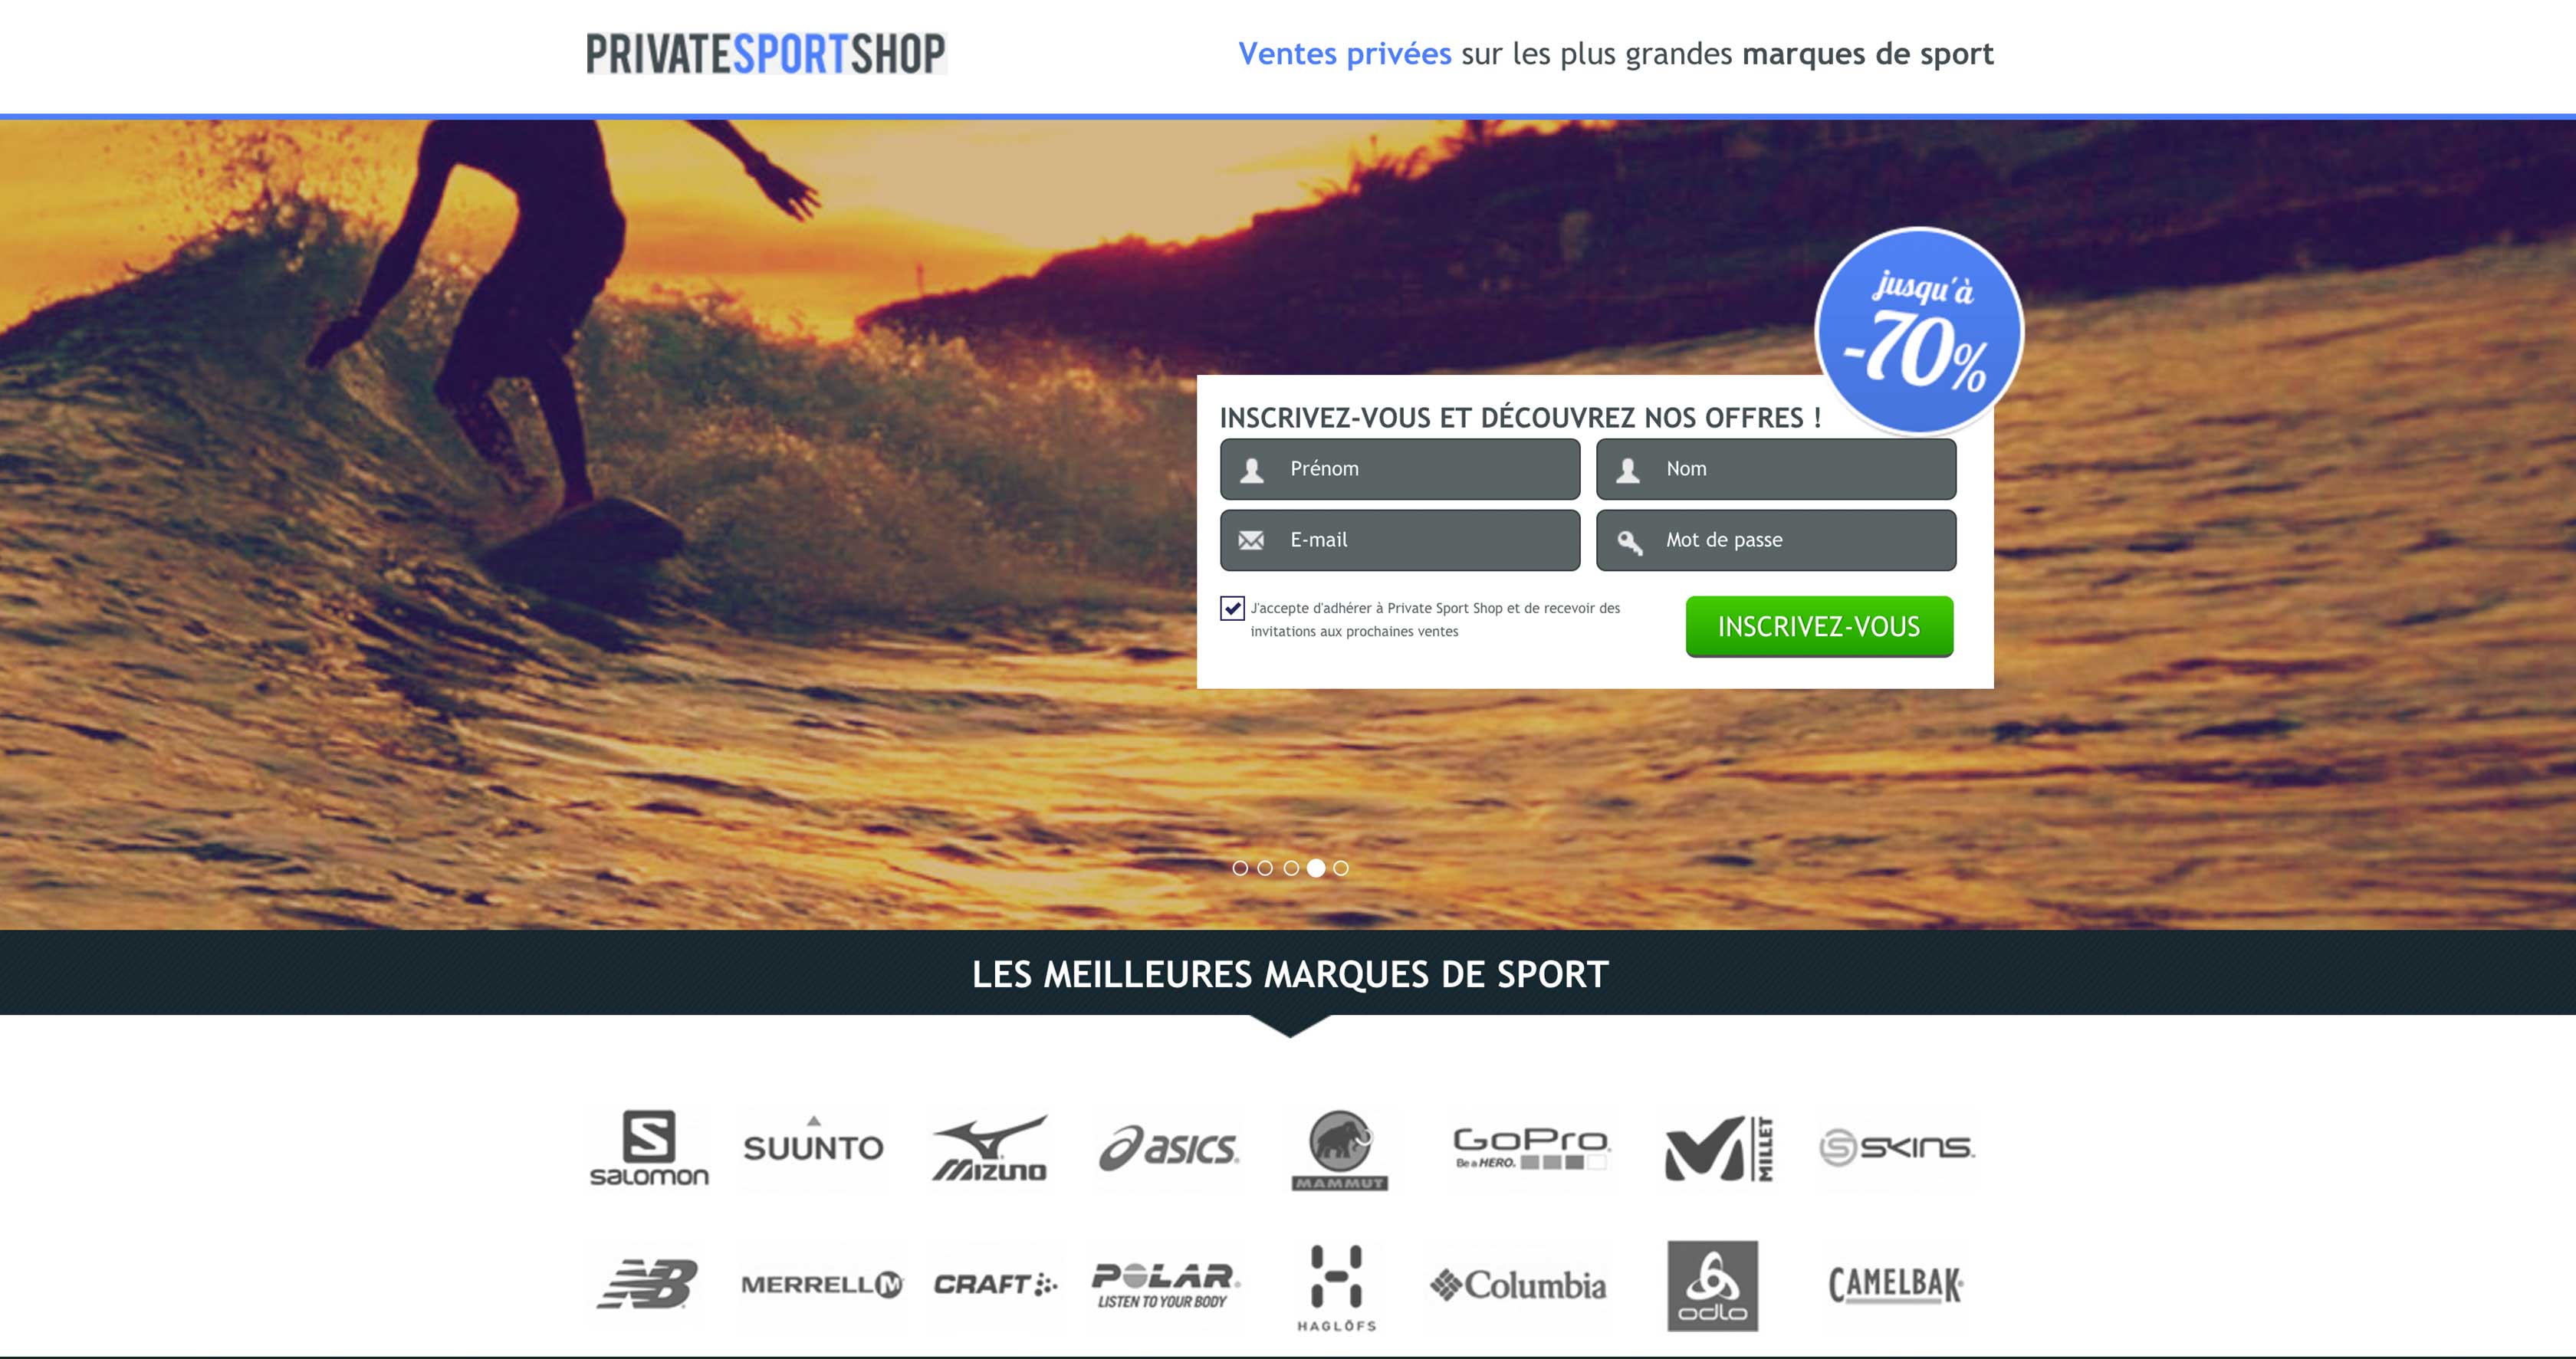 PRIVATESPORTSHOP
Ventes privées sur les plus grandes marques de sport
jusqu'à
-70%
INSCRIVEZ-VOUS ET DÉCOUVREZ NOS OFFRES !
Prénom
Nom
E-mail
Mot de passe
J'accepte d'adhérer à Private Sport Shop et de recevoir des
invitations aux prochaines ventes
INSCRIVEZ-VOUS
LES MEILLEURES MARQUES DE SPORT
SALOMON
SUUNTO
MIZUNO
asics
MAMMUT
GoPro
Be a HERO.
MILLET
SKINS
NB
MERRELL M
CRAFT
POLAR
LISTEN TO YOUR BODY
HAGLÖFS
Columbia
odlo
CAMELBAK